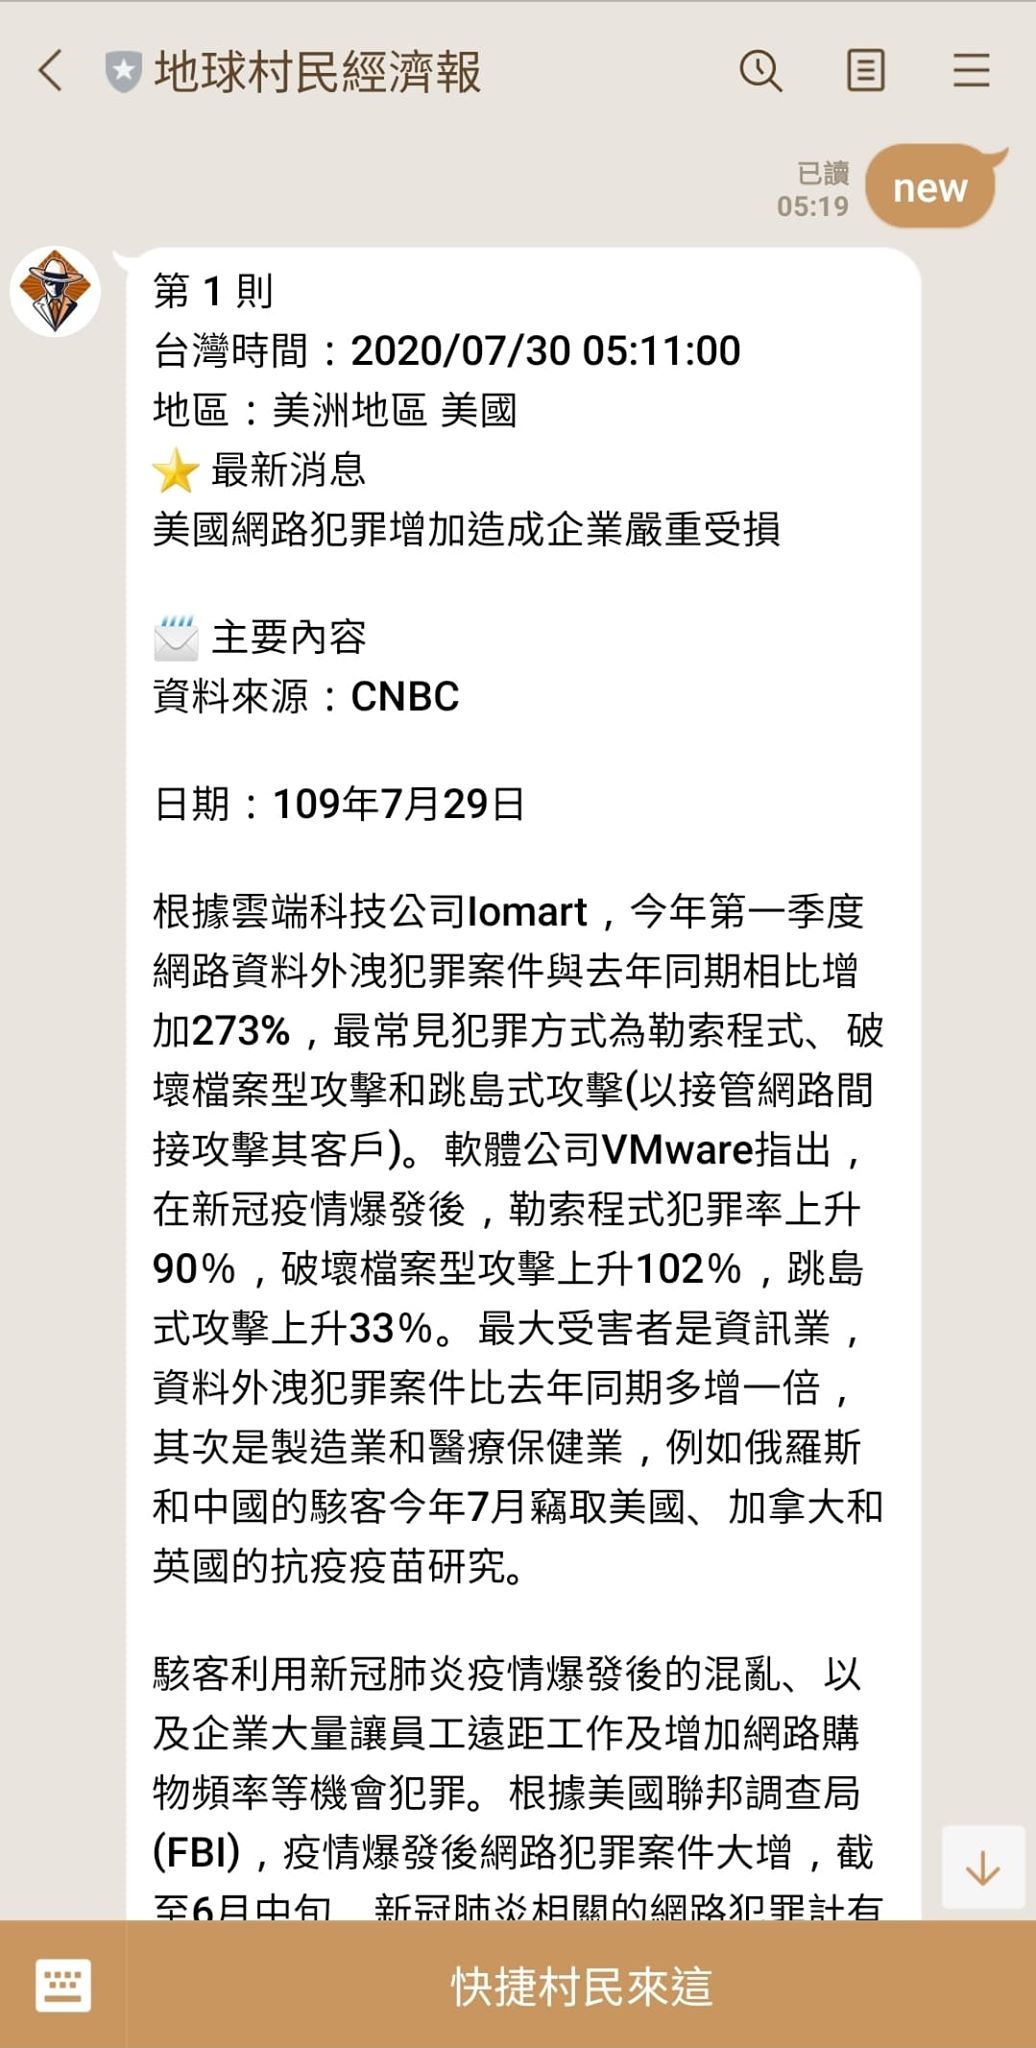 地球村民經濟報
已讀
05:19
new
第 1 則
台灣時間：2020/07/30 05:11:00
地區：美洲地區 美國
⭐ 最新消息
美國網路犯罪增加造成企業嚴重受損
主要內容
資料來源：CNBC
日期：109年7月29日
根據雲端科技公司Iomart，今年第一季度
網路資料外洩犯罪案件與去年同期相比增
加273%，最常見犯罪方式為勒索程式、破
壞檔案型攻擊和跳島式攻擊(以接管網路間
接攻擊其客戶)。軟體公司VMware指出，
在新冠疫情爆發後，勒索程式犯罪率上升
90％，破壞檔案型攻擊上升102％，跳島
式攻擊上升33％。最大受害者是資訊業，
資料外洩犯罪案件比去年同期多增一倍，
其次是製造業和醫療保健業，例如俄羅斯
和中國的駭客今年7月竊取美國、加拿大和
英國的抗疫疫苗研究。
駭客利用新冠肺炎疫情爆發後的混亂、以
及企業大量讓員工遠距工作及增加網路購
物頻率等機會犯罪。根據美國聯邦調查局
(FBI)，疫情爆發後網路犯罪案件大增，截
至6月中旬　新冠肺炎相關的網路犯罪計有
快捷村民來這